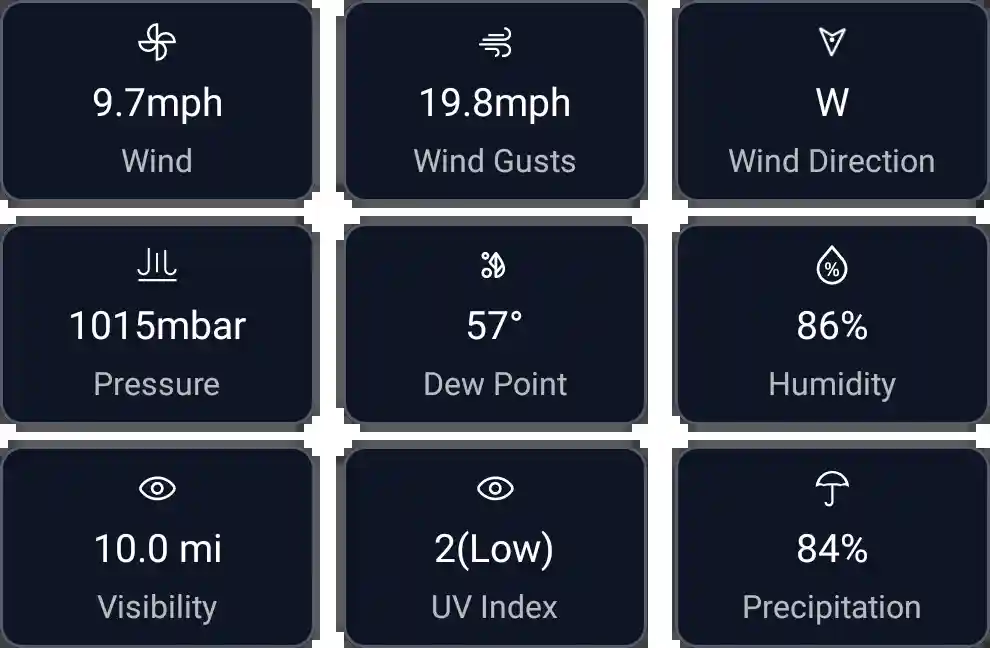 9.7mph
Wind
19.8mph
Wind Gusts
W
Wind Direction
1015mbar
Pressure
57°
Dew Point
%
86%
Humidity
10.0 mi
Visibility
2(Low)
UV Index
84%
Precipitation